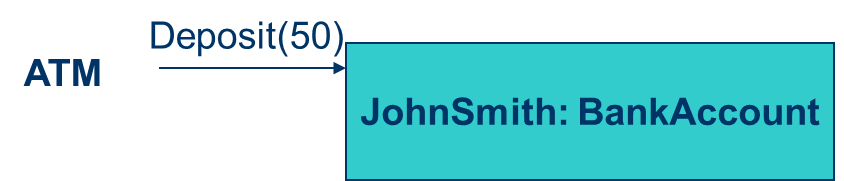 Deposit(50)
ATM
JohnSmith: BankAccount